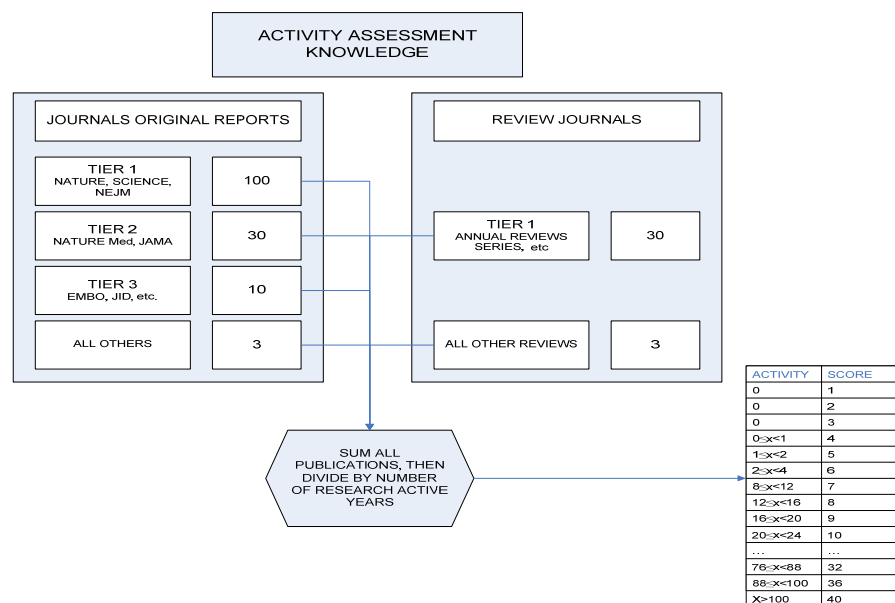 ACTIVITY ASSESSMENT
KNOWLEDGE
JOURNALS ORIGINAL REPORTS
TIER 1
NATURE, SCIENCE,
NEJM
100
TIER 2
NATURE Med, JAMA
30
TIER 3
EMBO, JID, etc.
10
ALL OTHERS
3
REVIEW JOURNALS
TIER 1
ANNUAL REVIEWS
SERIES, etc
30
ALL OTHER REVIEWS
3
SUM ALL
PUBLICATIONS, THEN
DIVIDE BY NUMBER
OF RESEARCH ACTIVE
YEARS
ACTIVITY SCORE
0 1
0 2
0 3
0≤x<1 4
1≤x<2 5
2≤x<4 6
8≤x<12 7
12≤x<16 8
16≤x<20 9
20≤x<24 10
... ...
76≤x<88 32
88≤x<100 36
X>100 40